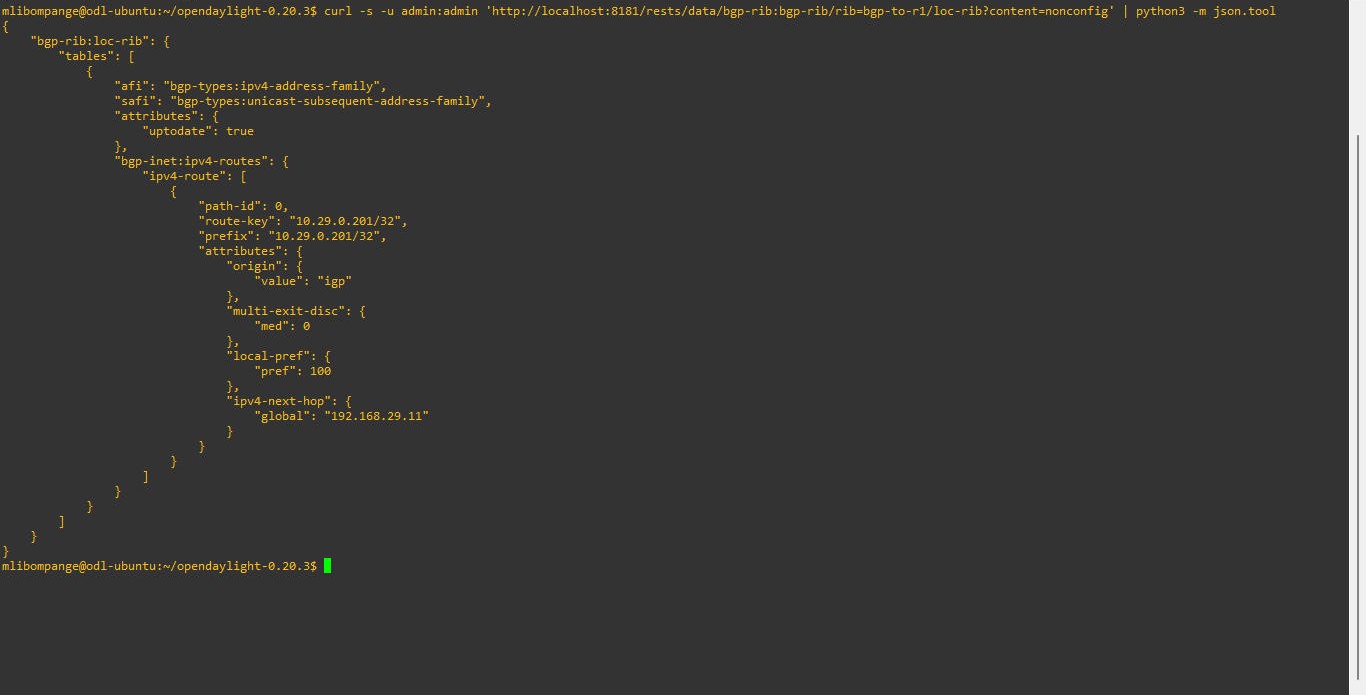 mlibompange@odl-ubuntu:~/opendaylight-0.20.3$ curl -s -u admin:admin 'http://localhost:8181/rests/data/bgp-rib:bgp-rib/rib=bgp-to-r1/loc-rib?content=nonconfig' | python3 -m json.tool
{
    "bgp-rib:loc-rib": {
        "tables": [
            {
                "afi": "bgp-types:ipv4-address-family",
                "safi": "bgp-types:unicast-subsequent-address-family",
                "attributes": {
                    "uptodate": true
                },
                "bgp-inet:ipv4-routes": {
                    "ipv4-route": [
                        {
                            "path-id": 0,
                            "route-key": "10.29.0.201/32",
                            "prefix": "10.29.0.201/32",
                            "attributes": {
                                "origin": {
                                    "value": "igp"
                                },
                                "multi-exit-disc": {
                                    "med": 0
                                },
                                "local-pref": {
                                    "pref": 100
                                },
                                "ipv4-next-hop": {
                                    "global": "192.168.29.11"
                                }
                            }
                        }
                    ]
                }
            }
        ]
    }
}
mlibompange@odl-ubuntu:~/opendaylight-0.20.3$